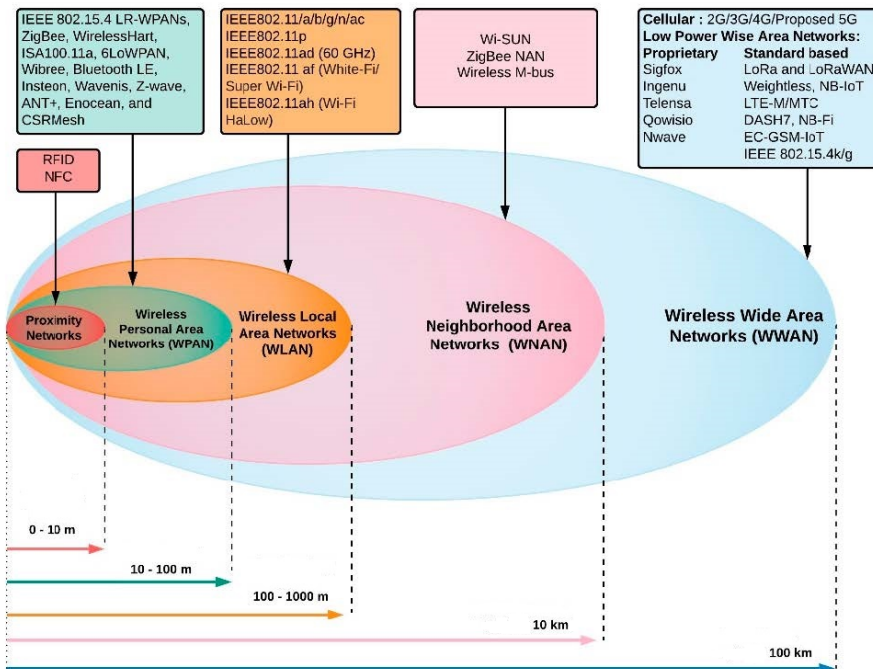 IEEE 802.15.4 LR-WPANs,
ZigBee, WirelessHart,
ISA100.11a, 6LoWPAN,
Wibree, Bluetooth LE,
Insteon, Wavenis, Z-wave,
ANT+, Enocean, and
CSRMesh
IEEE802.11/a/b/g/n/ac
IEEE802.11p
IEEE802.11ad (60 GHz)
IEEE802.11 af (White-Fi/
Super Wi-Fi)
IEEE802.11ah (Wi-Fi
HaLow)
Wi-SUN
ZigBee NAN
Wireless M-bus
Cellular : 2G/3G/4G/Proposed 5G
Low Power Wise Area Networks:
Proprietary Standard based
Sigfox LoRa and LoRaWAN
Ingenu Weightless, NB-IoT
Telensa LTE-M/MTC
Qowisio DASH7, NB-Fi
Nwave EC-GSM-IoT
IEEE 802.15.4k/g
RFID
NFC
Proximity
Networks
Wireless
Personal Area
Networks (WPAN)
Wireless Local
Area Networks
(WLAN)
Wireless
Neighborhood Area
Networks (WNAN)
Wireless Wide Area
Networks (WWAN)
0 - 10 m
10 - 100 m
100 - 1000 m
10 km
100 km